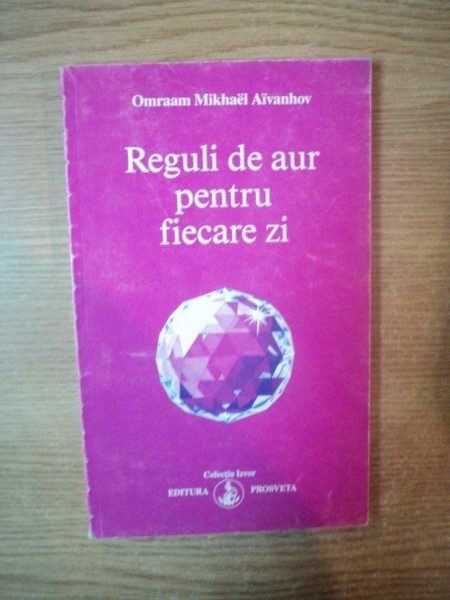 Omraam Mikhaël Aïvanhov
Reguli de aur
pentru
fiecare zi
Colecția Izvor
EDITURA PROSVETA